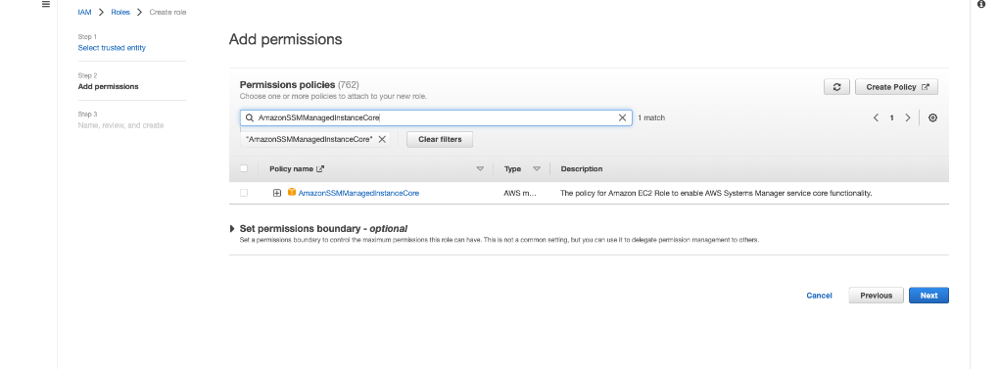 IAM > Roles > Create role
Step 1
Select trusted entity
Step 2
Add permissions
Step 3
Name, review, and create
Add permissions
Permissions policies (762)
Choose one or more policies to attach to your new role.
Create Policy
AmazonSSMManagedInstanceCore
1 match
1
"AmazonSSMManagedInstanceCore"
Clear filters
Policy name Type Description
AmazonSSMManagedInstanceCore AWS m... The policy for Amazon EC2 Role to enable AWS Systems Manager service core functionality.
Set permissions boundary - optional
Set a permissions boundary to control the maximum permissions this role can have. This is not a common setting, but you can use it to delegate permission management to others.
Cancel Previous Next